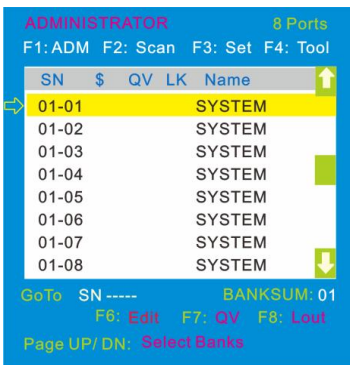 ADMINISTRATOR 8 Ports
F1: ADM F2: Scan F3: Set F4: Tool
SN $ QV LK Name
01-01 SYSTEM
01-02 SYSTEM
01-03 SYSTEM
01-04 SYSTEM
01-05 SYSTEM
01-06 SYSTEM
01-07 SYSTEM
01-08 SYSTEM
GoTo SN ----- BANKSUM: 01
F6: Edit F7: QV F8: Lout
Page UP/ DN: Select Banks